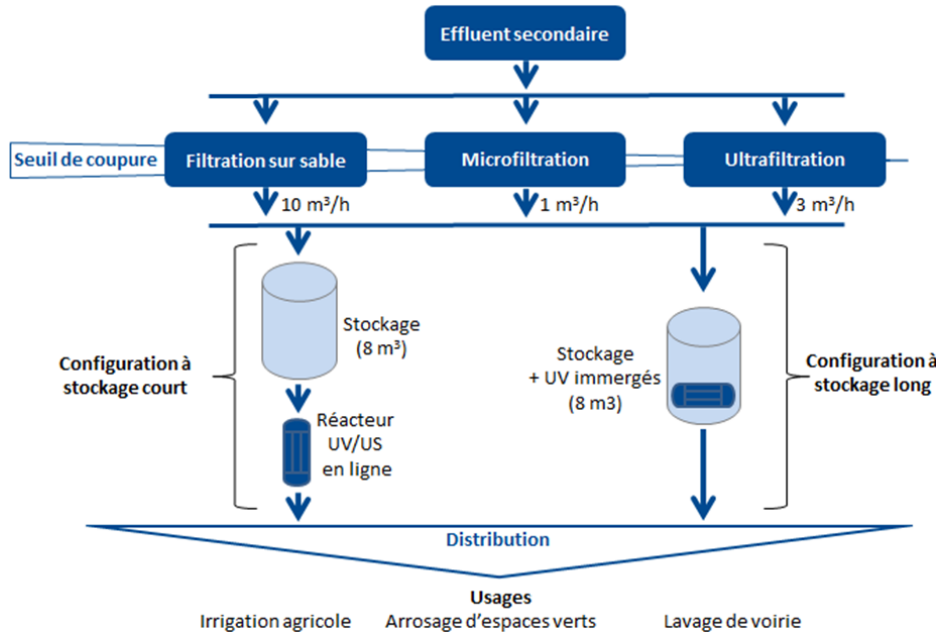 Effluent secondaire
Seuil de coupure
Filtration sur sable
Microfiltration
Ultrafiltration
10 m³/h
1 m³/h
3 m³/h
Configuration à
stockage court
Stockage
(8 m³)
Réacteur
UV/US
en ligne
Stockage
+ UV immergés
(8 m3)
Configuration à
stockage long
Distribution
Usages
Irrigation agricole
Arrosage d'espaces verts
Lavage de voirie